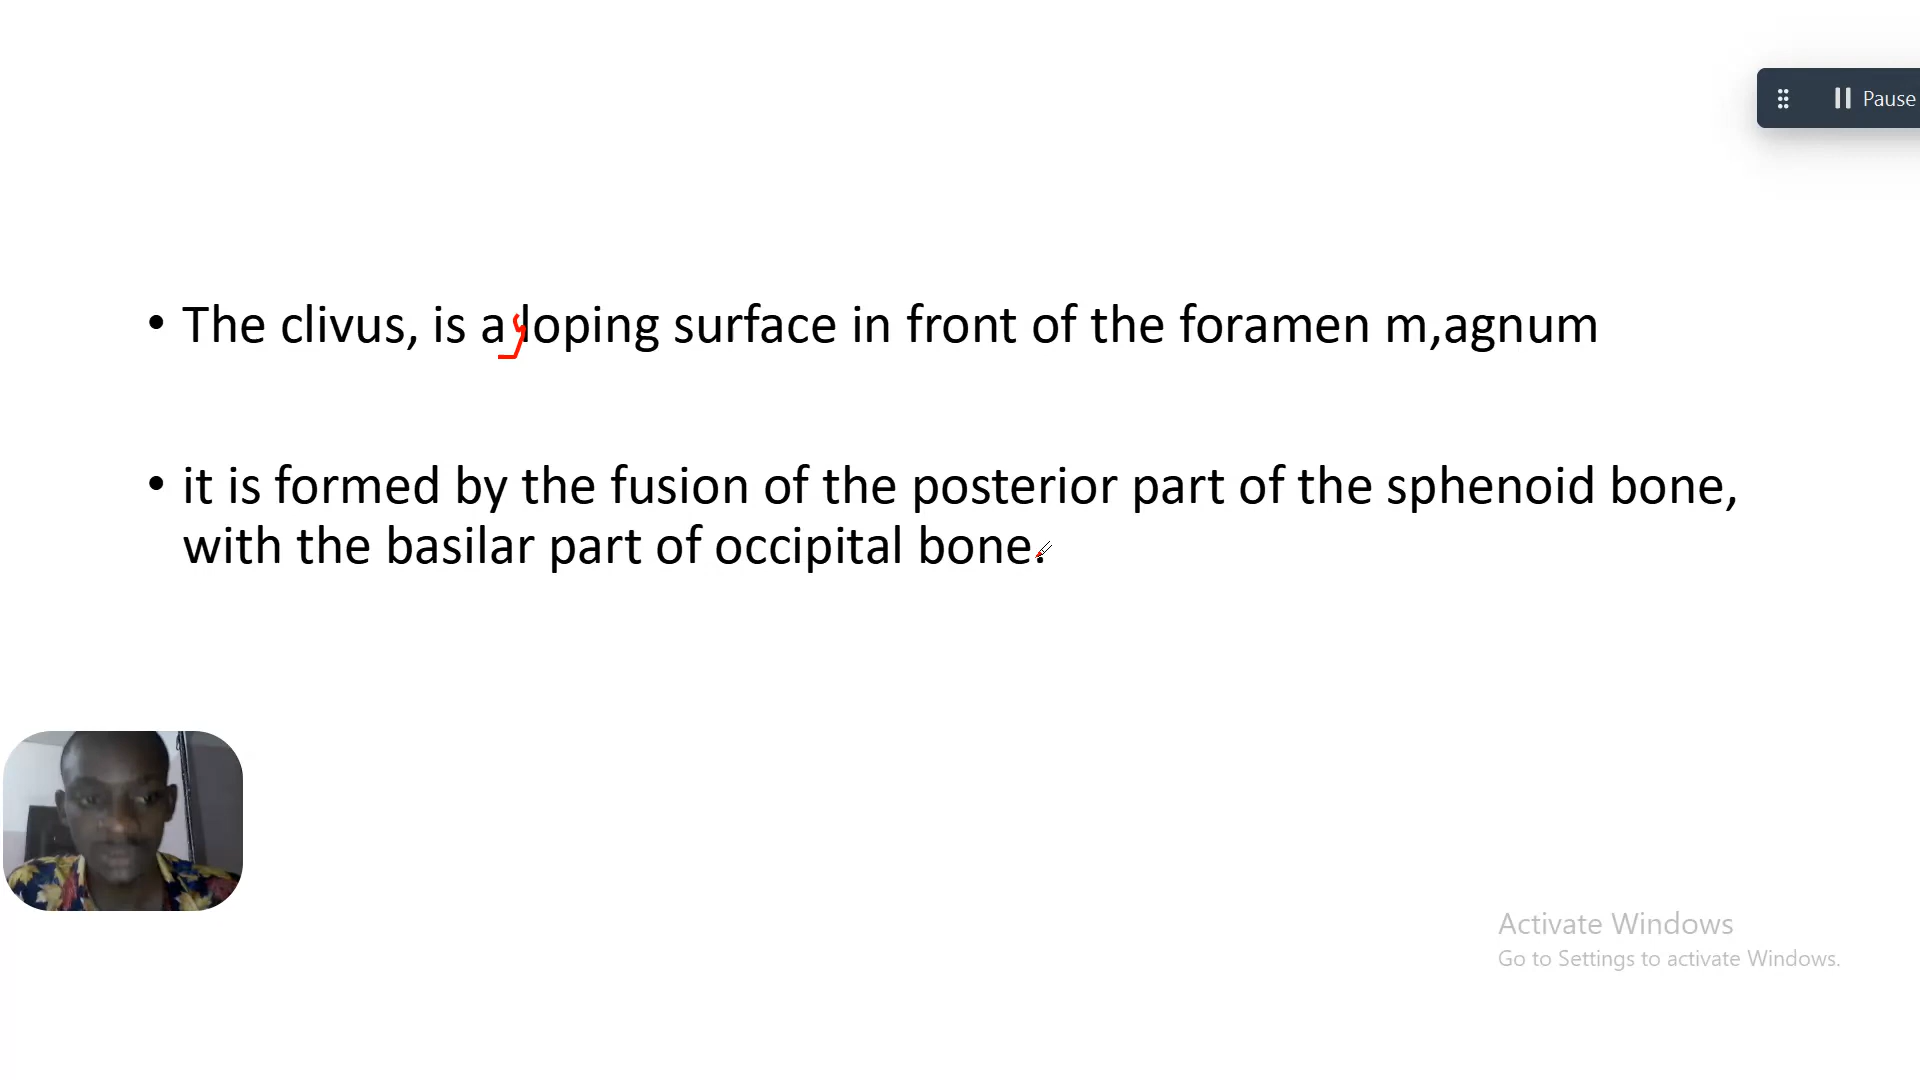 Pause
• The clivus, is a sloping surface in front of the foramen m,agnum
• it is formed by the fusion of the posterior part of the sphenoid bone,
with the basilar part of occipital bone.
Activate Windows
Go to Settings to activate Windows.